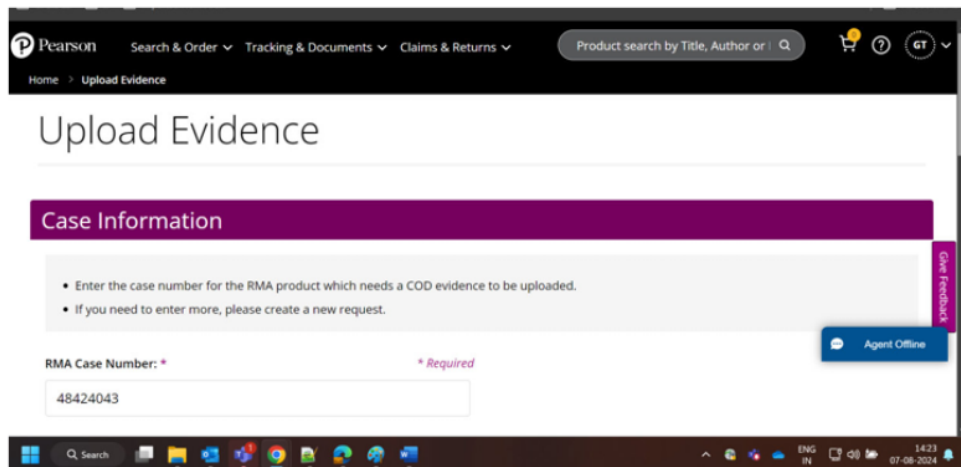 Pearson
Search & Order
Tracking & Documents
Claims & Returns
Product search by Title, Author or I
0
GT
Home > Upload Evidence
Upload Evidence
Case Information
Give Feedback
• Enter the case number for the RMA product which needs a COD evidence to be uploaded.
• If you need to enter more, please create a new request.
Agent Offline
RMA Case Number: *
* Required
48424043
Search
ENG
IN
14:23
07-08-2024